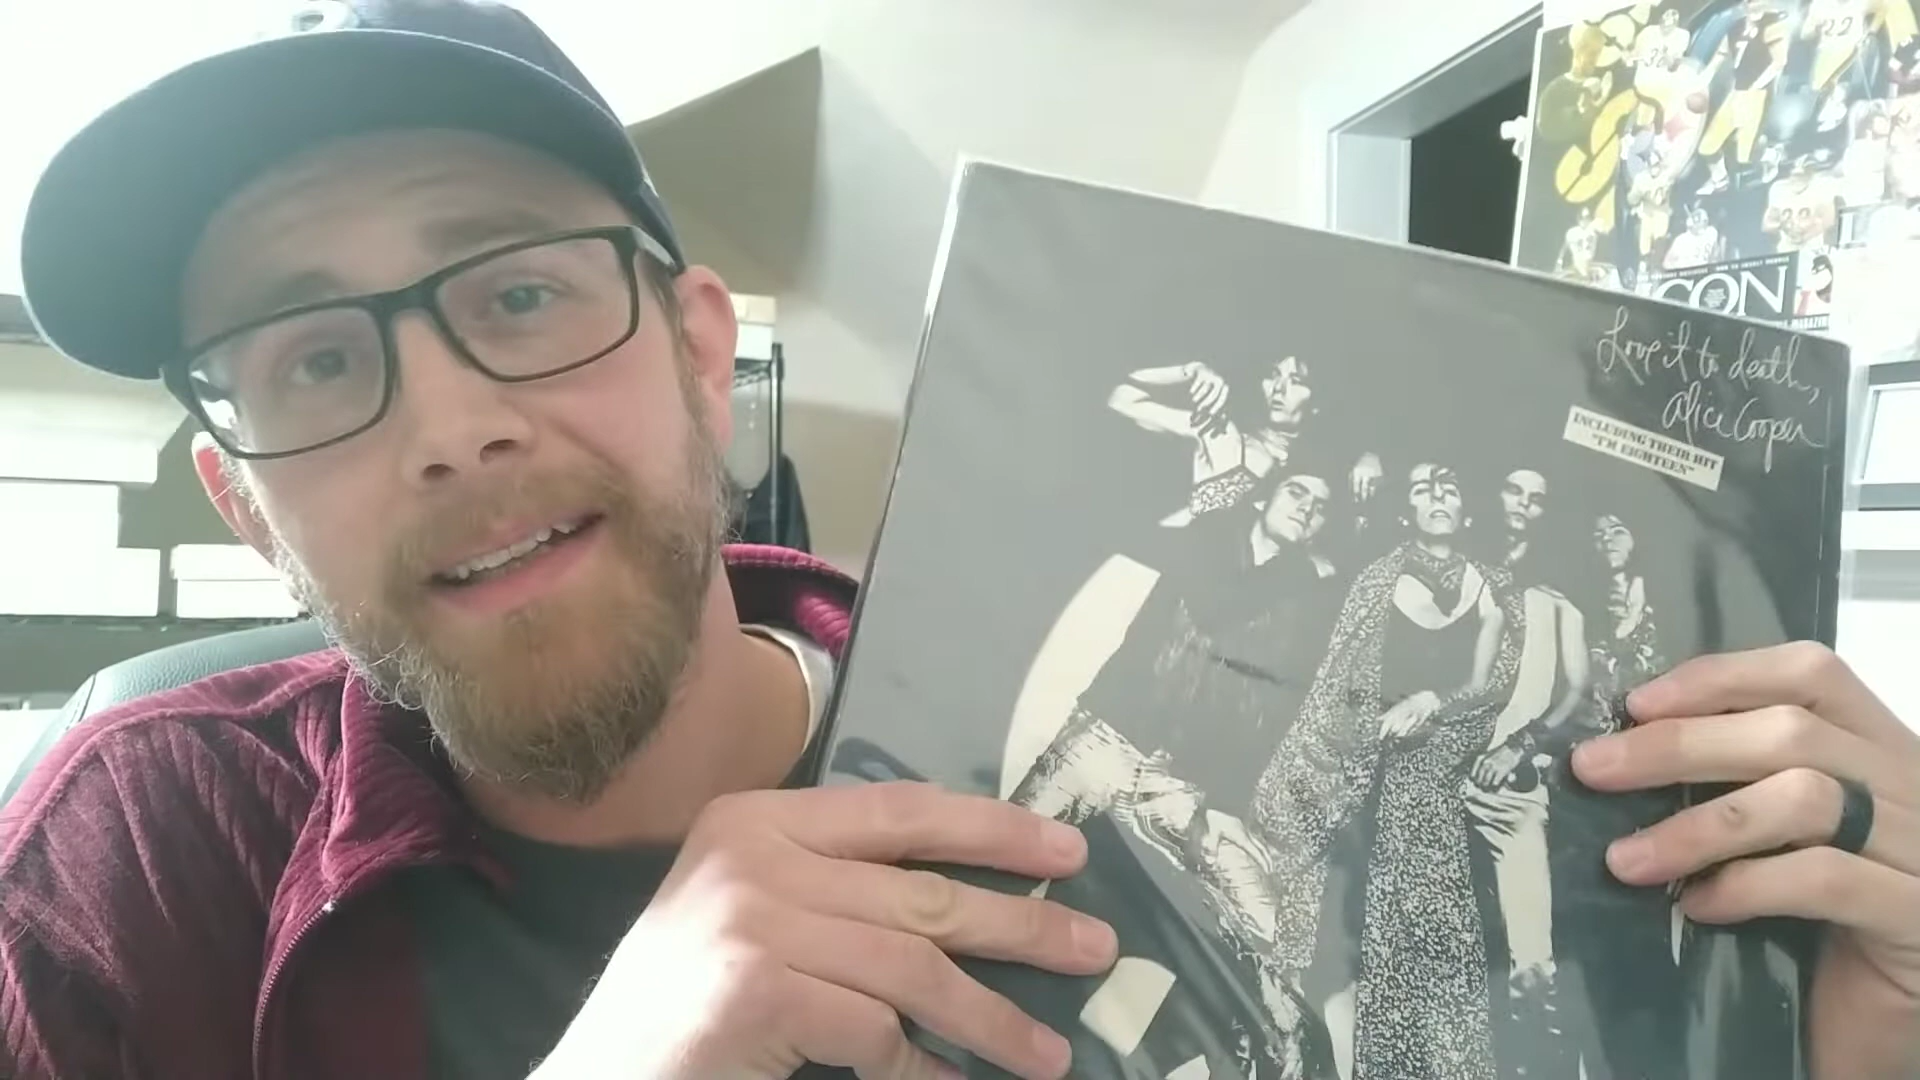 ICON
Love it to death,
Alice Cooper
INCLUDING THEIR HIT
"I'M EIGHTEEN"